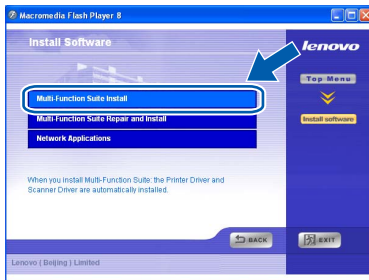 Macromedia Flash Player 8
Install Software
lenovo
Top Menu
Multi-Function Suite Install
Multi-Function Suite Repair and Install
Install software
Network Applications
When you install Multi-Function Suite: the Printer Driver and
Scanner Driver are automatically installed.
BACK
EXIT
Lenovo ( Beijing ) Limited